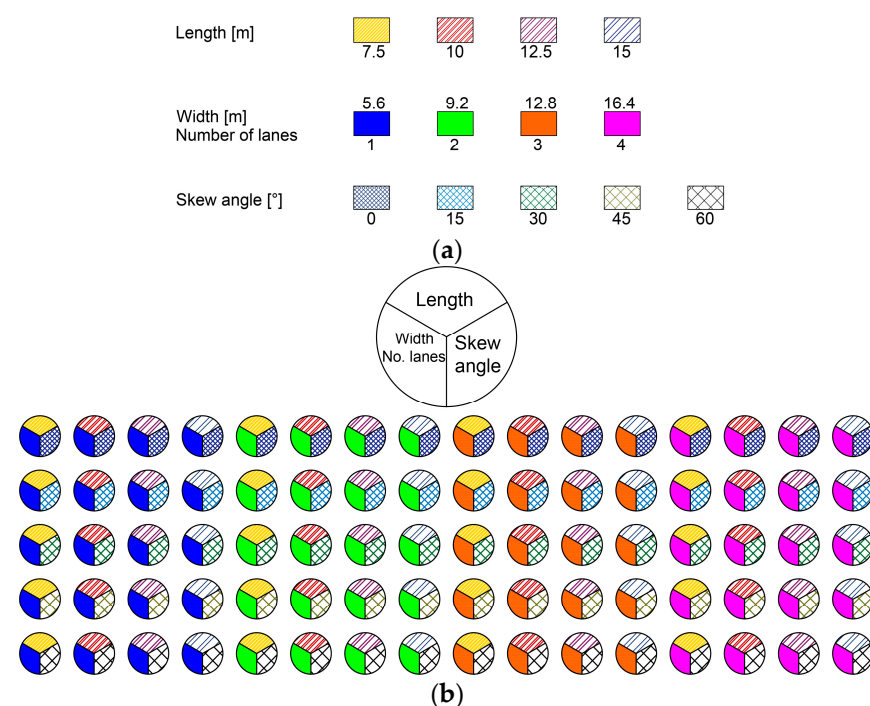 Length [m]
7.5 10 12.5 15
5.6 9.2 12.8 16.4
Width [m]
Number of lanes
1 2 3 4
Skew angle [°]
0 15 30 45 60
(a)
Length
Width
No. lanes
Skew
angle
(b)